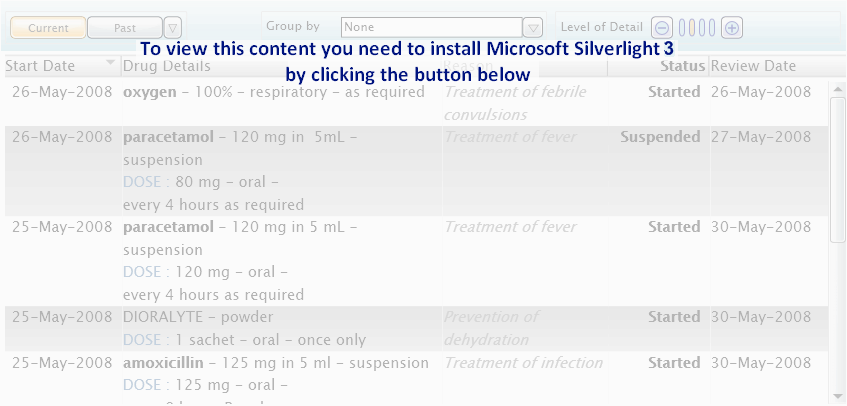 Current Past Group by None Level of Detail
To view this content you need to install Microsoft Silverlight 3
by clicking the button below
Start Date Drug Details Reason Status Review Date
26-May-2008 oxygen - 100% - respiratory - as required Treatment of febrile Started 26-May-2008
convulsions
26-May-2008 paracetamol - 120 mg in 5mL - Treatment of fever Suspended 27-May-2008
suspension
DOSE : 80 mg - oral -
every 4 hours as required
25-May-2008 paracetamol - 120 mg in 5 mL - Treatment of fever Started 30-May-2008
suspension
DOSE : 120 mg - oral -
every 4 hours as required
25-May-2008 DIORALYTE - powder Prevention of Started 30-May-2008
DOSE : 1 sachet - oral - once only dehydration
25-May-2008 amoxicillin - 125 mg in 5 ml - suspension Treatment of infection Started 30-May-2008
DOSE : 125 mg - oral -